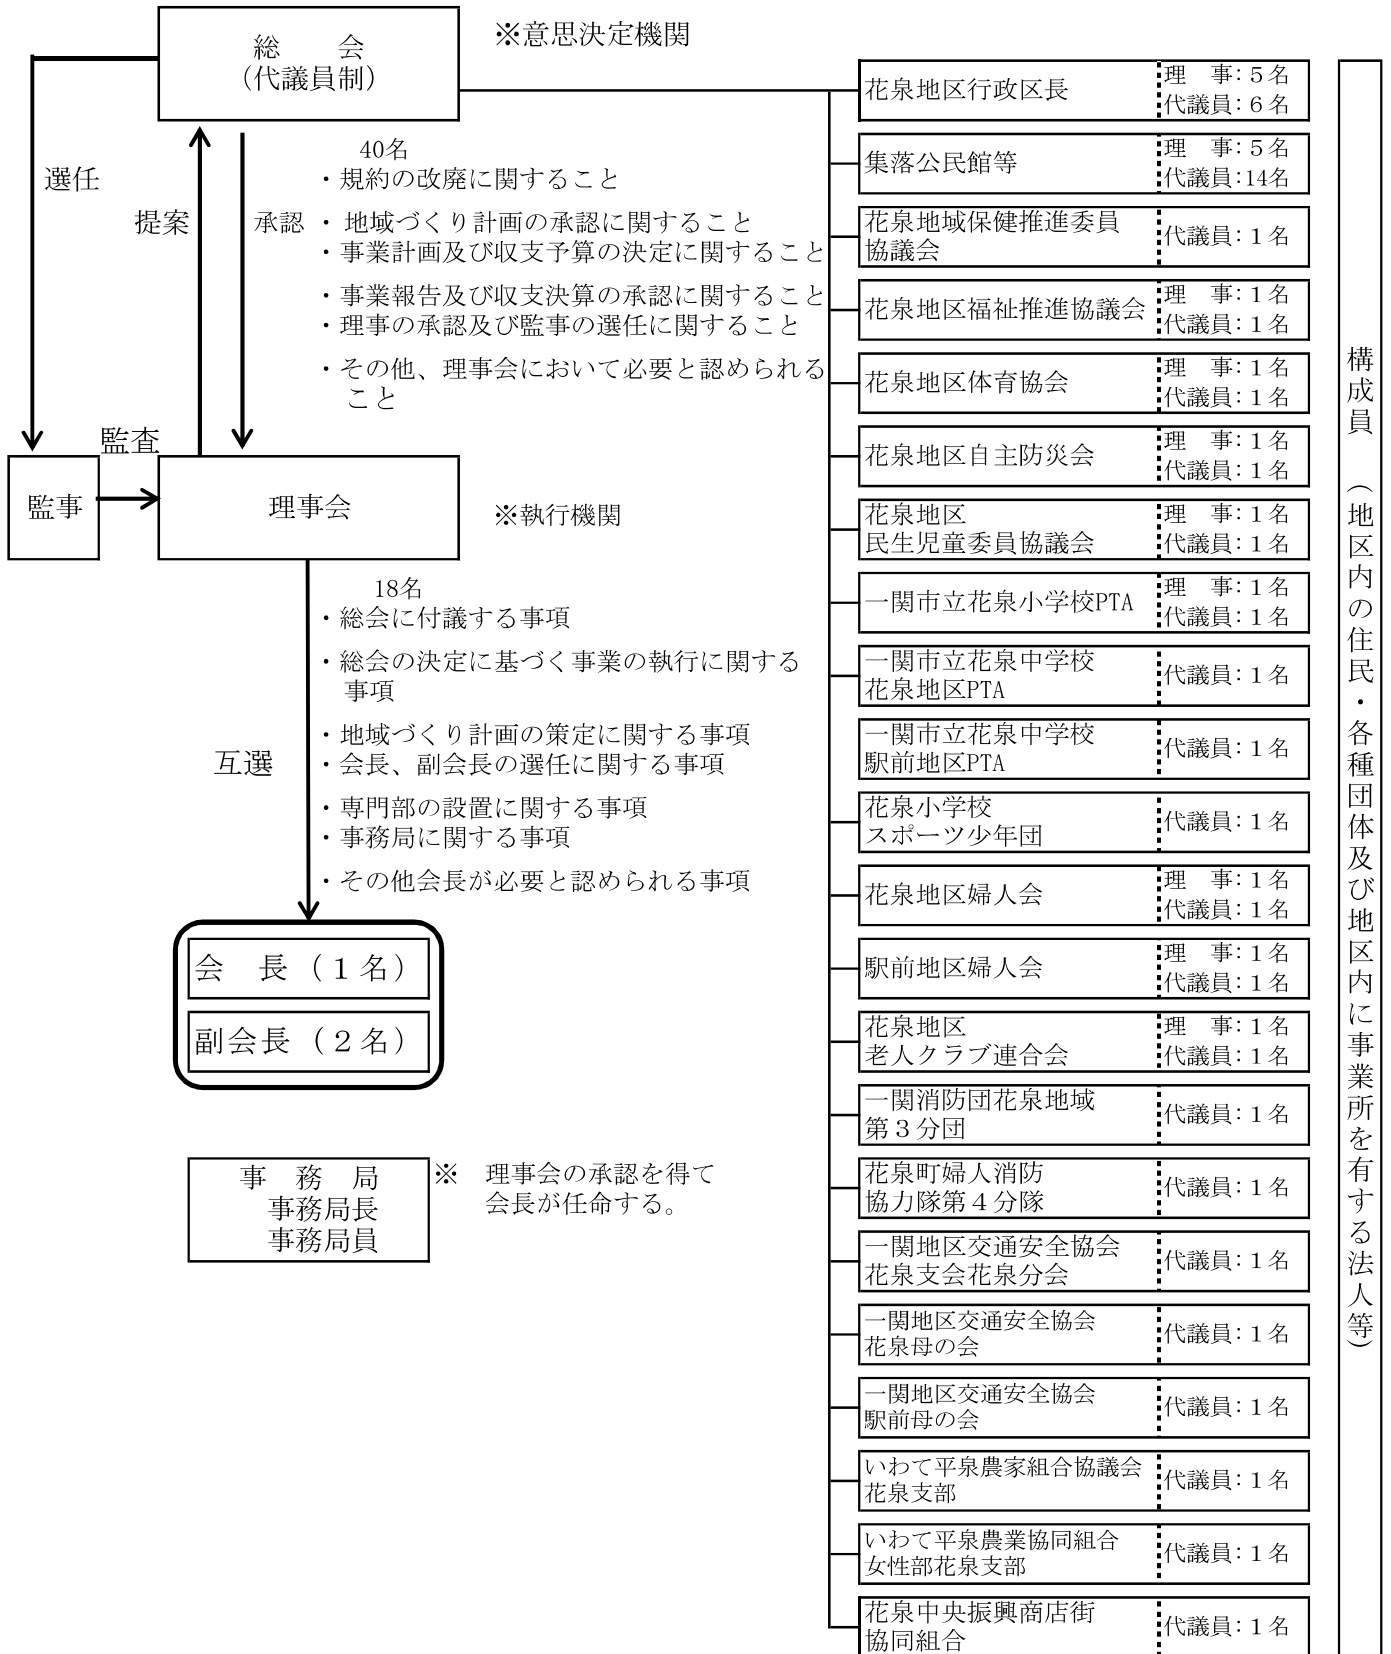 総　　会
（代議員制）
※意思決定機関
選任
提案
承認
40名
・規約の改廃に関すること
・地域づくり計画の承認に関すること
・事業計画及び収支予算の決定に関すること
・事業報告及び収支決算の承認に関すること
・理事の承認及び監事の選任に関すること
・その他、理事会において必要と認められる
こと
監査
監事
理事会
※執行機関
18名
・総会に付議する事項
・総会の決定に基づく事業の執行に関する
事項
・地域づくり計画の策定に関する事項
・会長、副会長の選任に関する事項
・専門部の設置に関する事項
・事務局に関する事項
・その他会長が必要と認められる事項
互選
会　長（１名）
副会長（２名）
事　務　局
事務局長
事務局員
※　理事会の承認を得て
会長が任命する。
花泉地区行政区長
理　事：５名
代議員：６名
集落公民館等
理　事：５名
代議員：14名
花泉地域保健推進委員
協議会
代議員：１名
花泉地区福祉推進協議会
理　事：１名
代議員：１名
花泉地区体育協会
理　事：１名
代議員：１名
花泉地区自主防災会
理　事：１名
代議員：１名
花泉地区
民生児童委員協議会
理　事：１名
代議員：１名
一関市立花泉小学校PTA
理　事：１名
代議員：１名
一関市立花泉中学校
花泉地区PTA
代議員：１名
一関市立花泉中学校
駅前地区PTA
代議員：１名
花泉小学校
スポーツ少年団
代議員：１名
花泉地区婦人会
理　事：１名
代議員：１名
駅前地区婦人会
理　事：１名
代議員：１名
花泉地区
老人クラブ連合会
理　事：１名
代議員：１名
一関消防団花泉地域
第３分団
代議員：１名
花泉町婦人消防
協力隊第４分隊
代議員：１名
一関地区交通安全協会
花泉支会花泉分会
代議員：１名
一関地区交通安全協会
花泉母の会
代議員：１名
一関地区交通安全協会
駅前母の会
代議員：１名
いわて平泉農家組合協議会
花泉支部
代議員：１名
いわて平泉農業協同組合
女性部花泉支部
代議員：１名
花泉中央振興商店街
協同組合
代議員：１名
構成員　（地区内の住民・各種団体及び地区内に事業所を有する法人等）